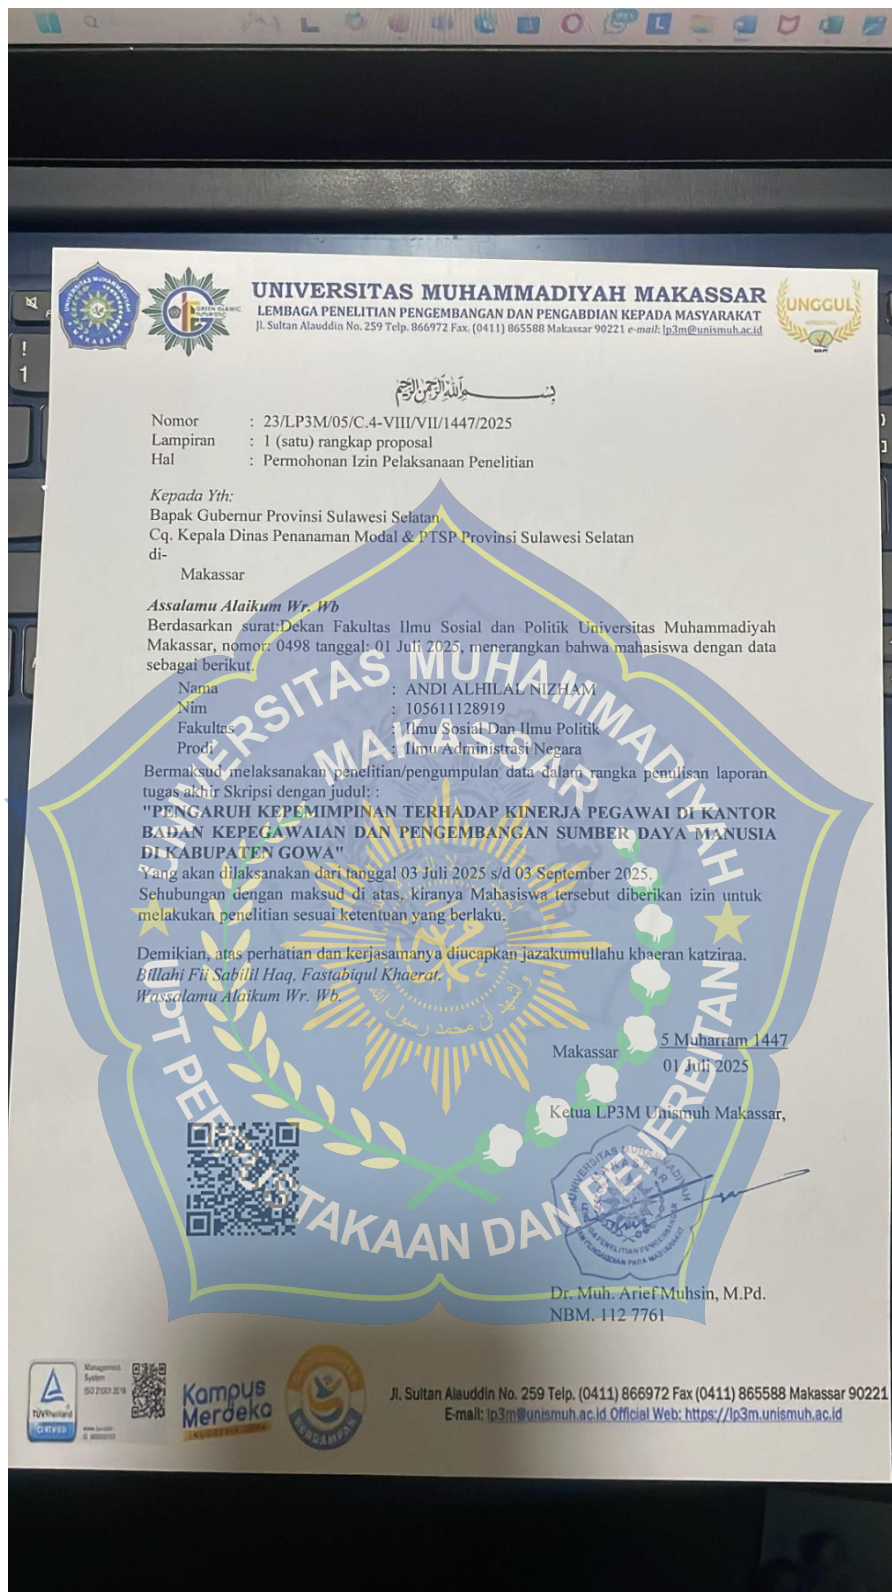 UNIVERSITAS MUHAMMADIYAH MAKASSAR
LEMBAGA PENELITIAN PENGEMBANGAN DAN PENGABDIAN KEPADA MASYARAKAT
Jl. Sultan Alauddin No. 259 Telp. 866972 Fax. (0411) 865588 Makassar 90221 e-mail: lp3m@unismuh.ac.id
UNGGUL
بسم الله الرحمن الرحيم
Nomor : 23/LP3M/05/C.4-VIII/VII/1447/2025
Lampiran : 1 (satu) rangkap proposal
Hal : Permohonan Izin Pelaksanaan Penelitian
Kepada Yth:
Bapak Gubernur Provinsi Sulawesi Selatan
Cq. Kepala Dinas Penanaman Modal & PTSP Provinsi Sulawesi Selatan
di-
Makassar
Assalamu Alaikum Wr. Wb
Berdasarkan surat:Dekan Fakultas Ilmu Sosial dan Politik Universitas Muhammadiyah
Makassar, nomor: 0498 tanggal: 01 Juli 2025, menerangkan bahwa mahasiswa dengan data
sebagai berikut.
Nama : ANDI ALHILAL NIZHAM
Nim : 105611128919
Fakultas : Ilmu Sosial Dan Ilmu Politik
Prodi : Ilmu Administrasi Negara
Bermaksud melaksanakan penelitian/pengumpulan data dalam rangka penulisan laporan
tugas akhir Skripsi dengan judul: :
"PENGARUH KEPEMIMPINAN TERHADAP KINERJA PEGAWAI DI KANTOR
BADAN KEPEGAWAIAN DAN PENGEMBANGAN SUMBER DAYA MANUSIA
DI KABUPATEN GOWA"
Yang akan dilaksanakan dari tanggal 03 Juli 2025 s/d 03 September 2025.
Sehubungan dengan maksud di atas, kiranya Mahasiswa tersebut diberikan izin untuk
melakukan penelitian sesuai ketentuan yang berlaku.
Demikian, atas perhatian dan kerjasamanya diucapkan jazakumullahu khaeran katziraa.
Billahi Fii Sabilil Haq, Fastabiqul Khaerat.
Wassalamu Alaikum Wr. Wb.
5 Muharram 1447
Makassar
01 Juli 2025
Ketua LP3M Unismuh Makassar,
Dr. Muh. Arief Muhsin, M.Pd.
NBM. 112 7761
UNIVERSITAS MUHAMMADIYAH
MAKASSAR
UPT PERPUSTAKAAN DAN PENERBITAN
Management
System
ISO 21001:2018
TÜVRheinland
CERTIFIED
Kampus
Merdeka
INDONESIA JAYA
BERDAMPAK
Jl. Sultan Alauddin No. 259 Telp. (0411) 866972 Fax (0411) 865588 Makassar 90221
E-mail: lp3m@unismuh.ac.id Official Web: https://lp3m.unismuh.ac.id